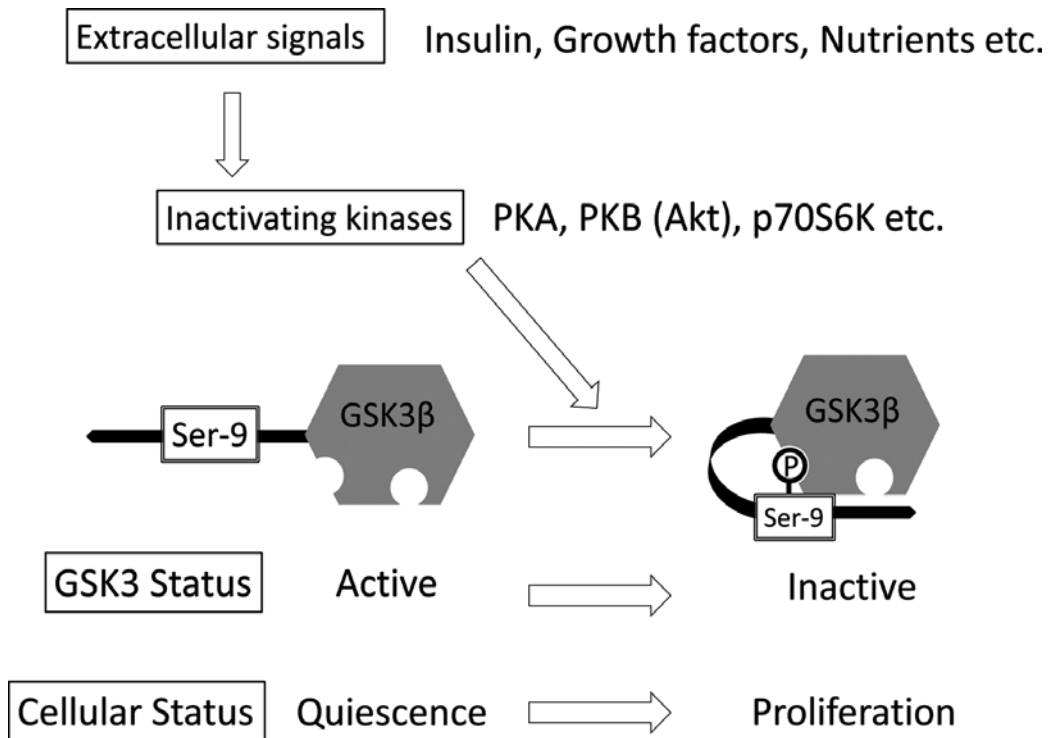 Extracellular signals Insulin, Growth factors, Nutrients etc.
Inactivating kinases PKA, PKB (Akt), p70S6K etc.
Ser-9 GSK3β GSK3β
P
Ser-9
GSK3 Status Active Inactive
Cellular Status Quiescence Proliferation